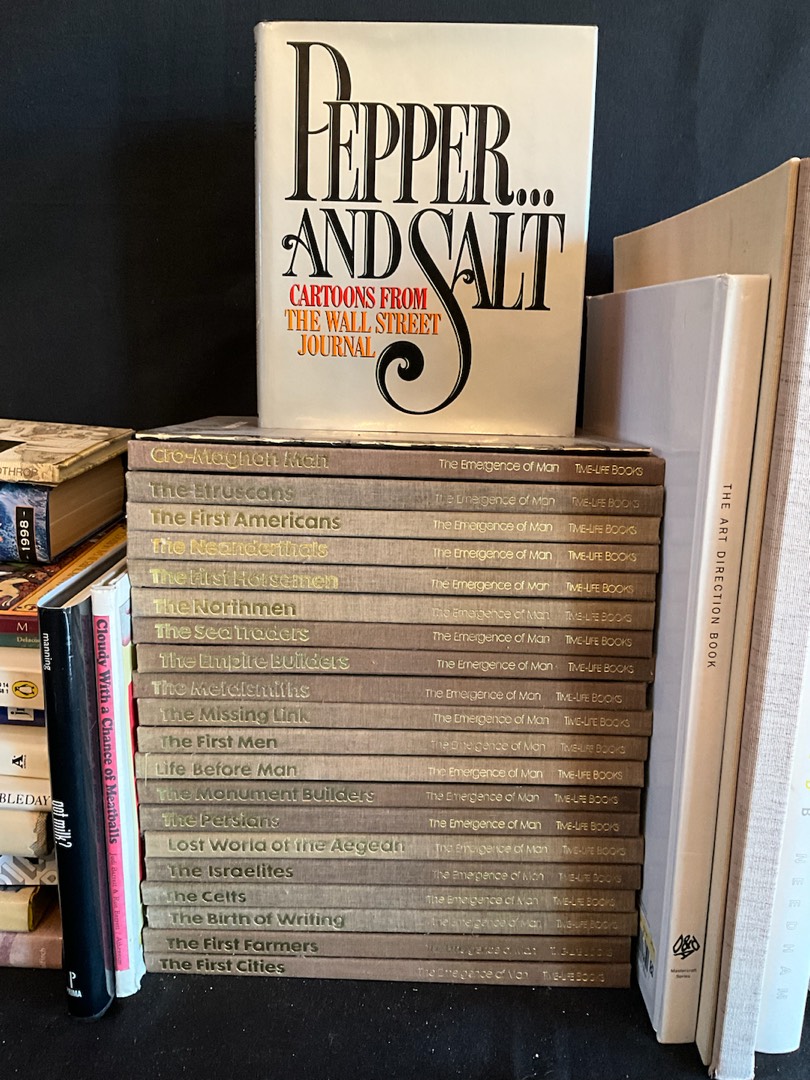 PEPPER...
AND SALT
CARTOONS FROM
THE WALL STREET
JOURNAL
Cro-Magnon Man The Emergence of Man TIME-LIFE BOOKS
The Etruscans The Emergence of Man TIME-LIFE BOOKS
The First Americans The Emergence of Man TIME-LIFE BOOKS
The Neanderthals The Emergence of Man TIME-LIFE BOOKS
The First Horsemen The Emergence of Man TIME-LIFE BOOKS
The Northmen The Emergence of Man TIME-LIFE BOOKS
The Sea Traders The Emergence of Man TIME-LIFE BOOKS
The Empire Builders The Emergence of Man TIME-LIFE BOOKS
The Metalsmiths The Emergence of Man TIME-LIFE BOOKS
The Missing Link The Emergence of Man TIME-LIFE BOOKS
The First Men The Emergence of Man TIME-LIFE BOOKS
Life Before Man The Emergence of Man TIME-LIFE BOOKS
The Monument Builders The Emergence of Man TIME-LIFE BOOKS
The Persians The Emergence of Man TIME-LIFE BOOKS
Lost World of the Aegean The Emergence of Man TIME-LIFE BOOKS
The Israelites The Emergence of Man TIME-LIFE BOOKS
The Celts The Emergence of Man TIME-LIFE BOOKS
The Birth of Writing The Emergence of Man TIME-LIFE BOOKS
The First Farmers The Emergence of Man TIME-LIFE BOOKS
The First Cities The Emergence of Man TIME-LIFE BOOKS
OTHROP
1998-
M
BLEDAY
manning
got milk?
P
IMA
Cloudy With a Chance of Meatballs
THE ART DIRECTION BOOK
D&AD
Mastercraft
Series